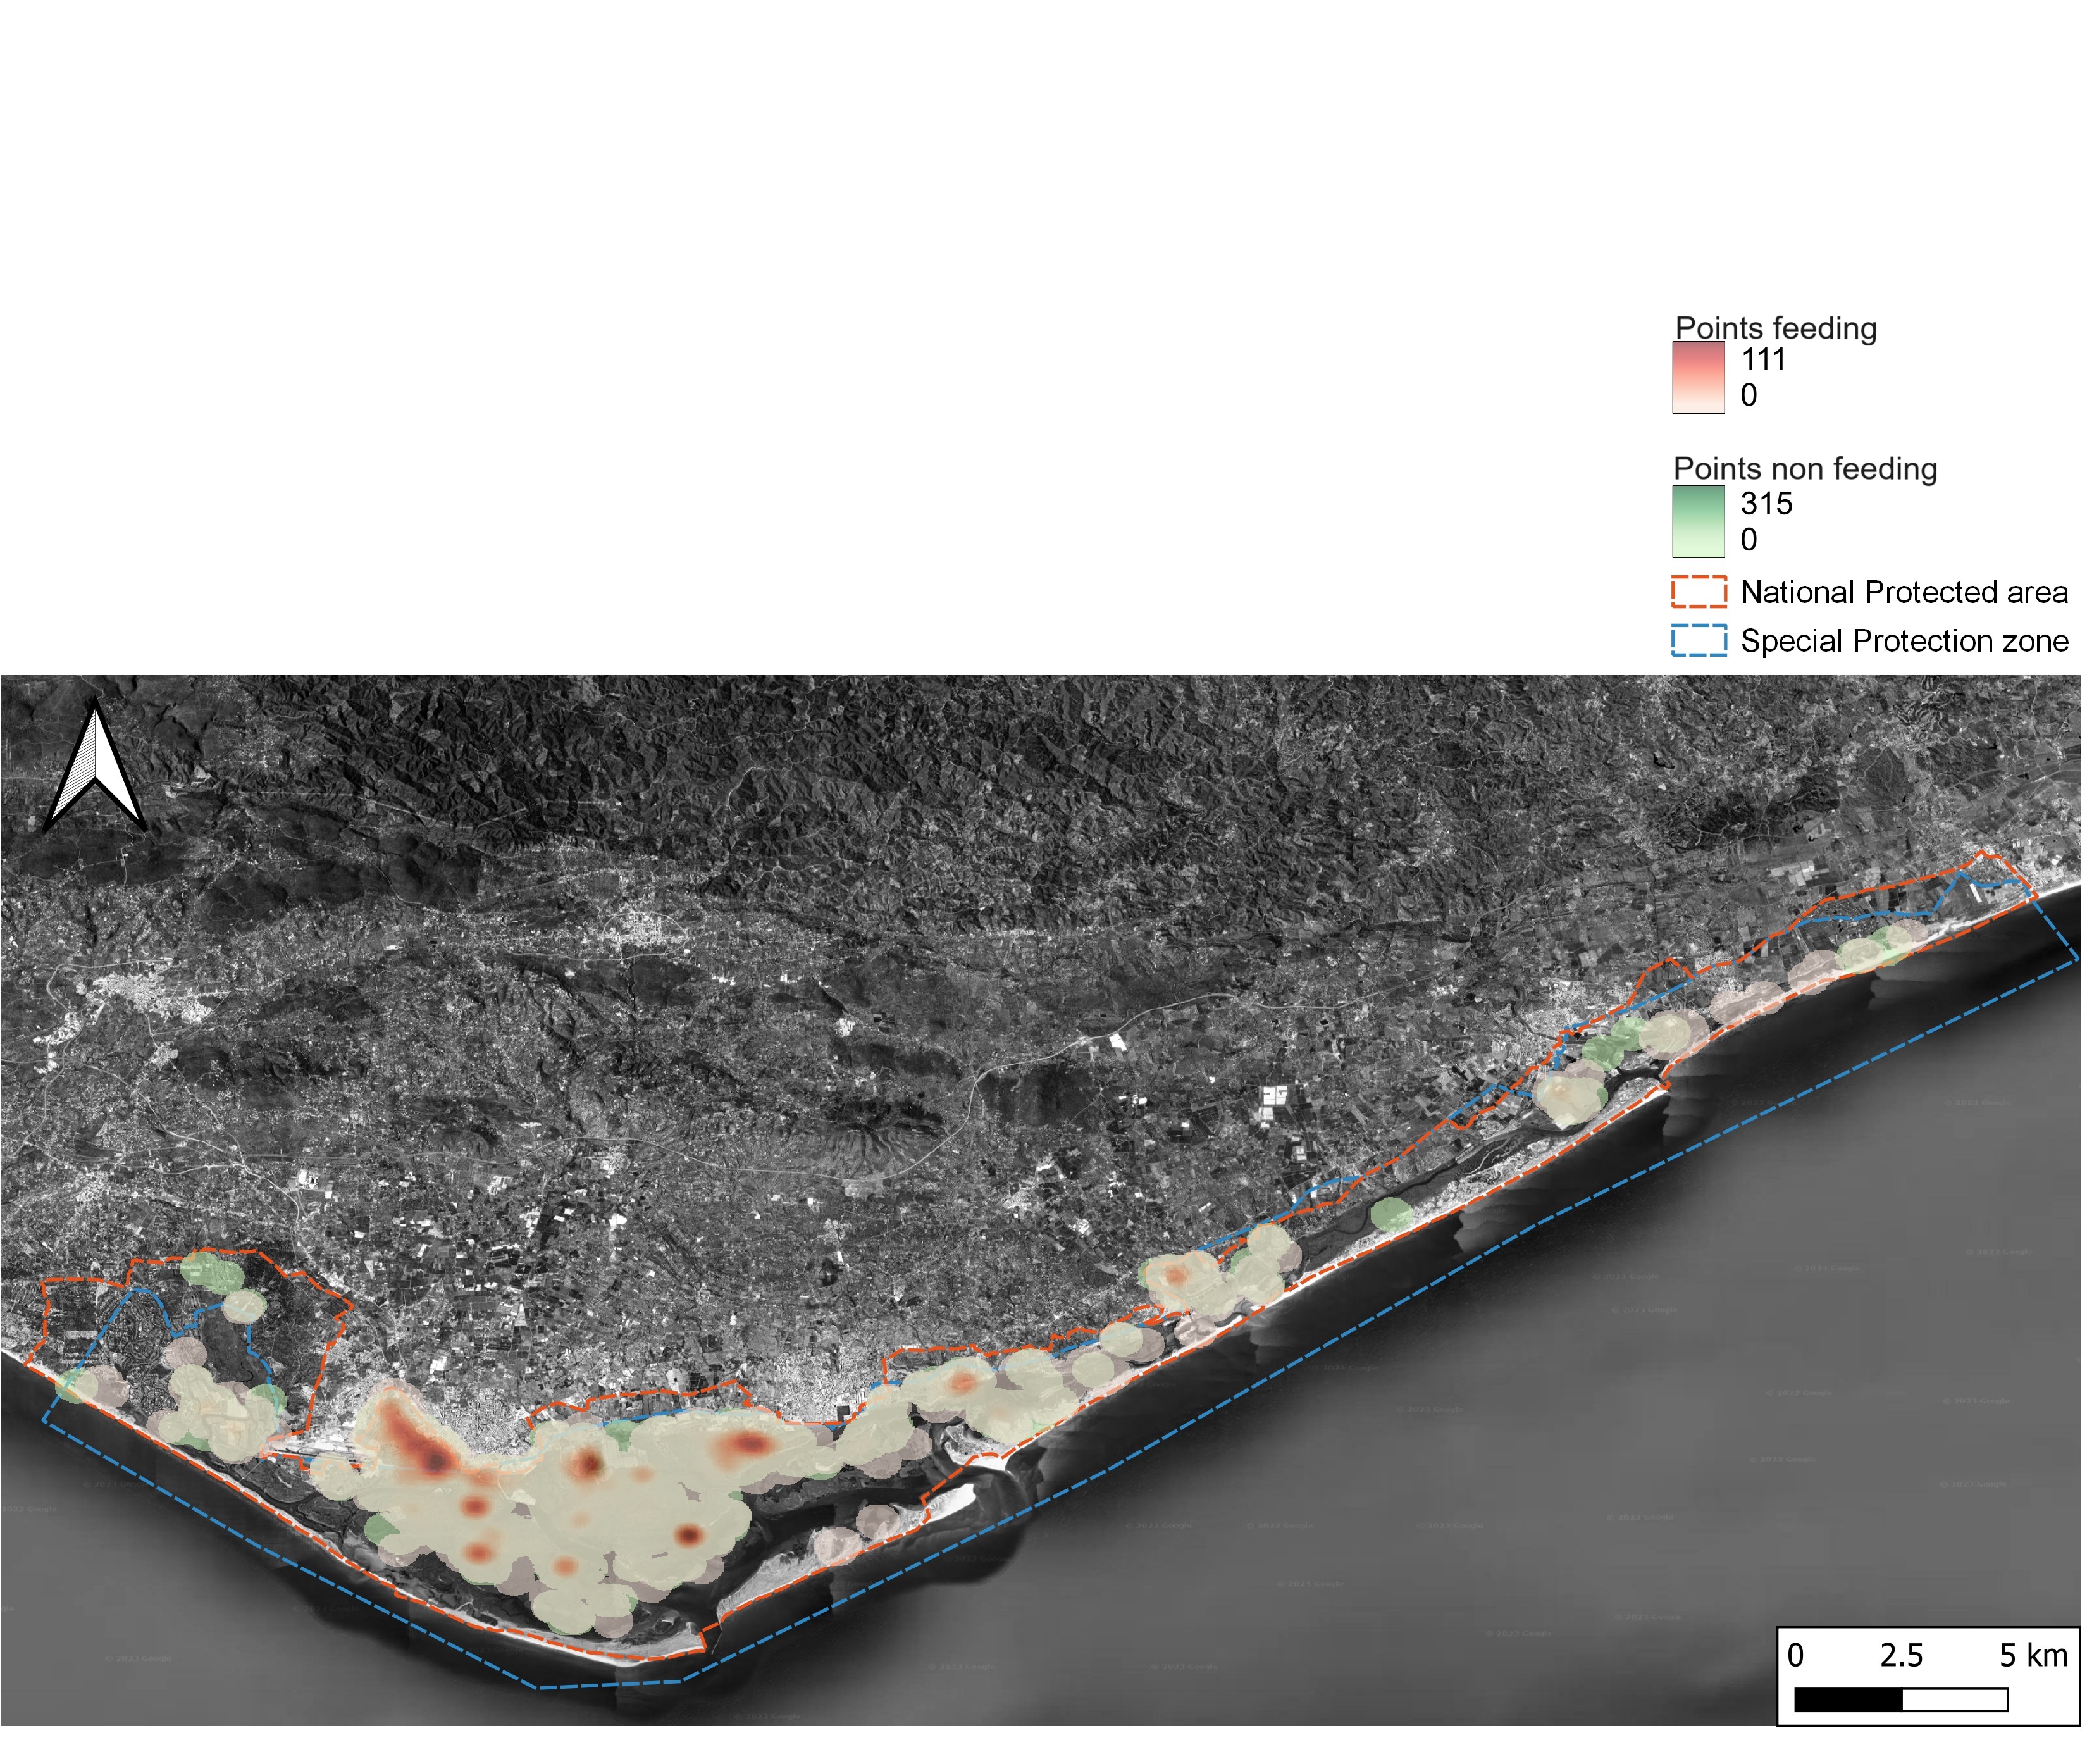 Points feeding
111
0
Points non feeding
315
0
National Protected area
Special Protection zone
0 2.5 5 km